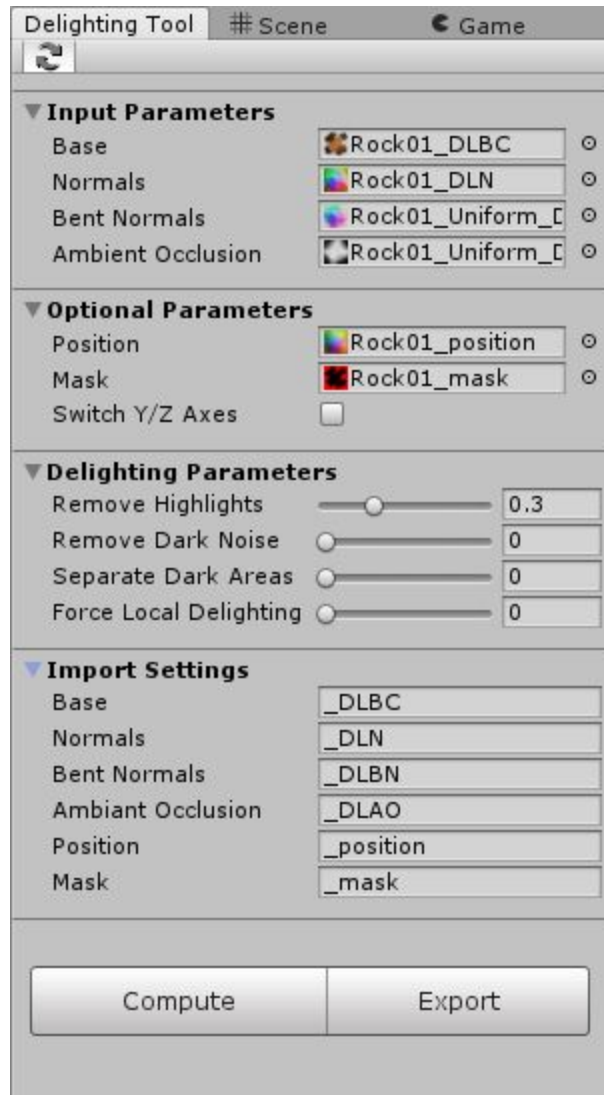 Delighting Tool Scene Game
Input Parameters
Base Rock01_DLBC
Normals Rock01_DLN
Bent Normals Rock01_Uniform_
Ambient Occlusion Rock01_Uniform_
Optional Parameters
Position Rock01_position
Mask Rock01_mask
Switch Y/Z Axes
Delighting Parameters
Remove Highlights 0.3
Remove Dark Noise 0
Separate Dark Areas 0
Force Local Delighting 0
Import Settings
Base _DLBC
Normals _DLN
Bent Normals _DLBN
Ambiant Occlusion _DLAO
Position _position
Mask _mask
Compute Export